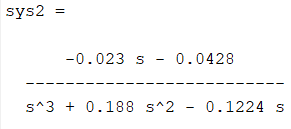 sys2 =
-0.023 s - 0.0428
--------------------------
s^3 + 0.188 s^2 - 0.1224 s